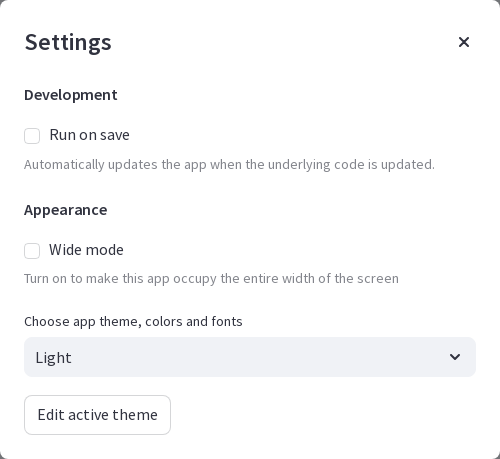 Settings
Development
Run on save
Automatically updates the app when the underlying code is updated.
Appearance
Wide mode
Turn on to make this app occupy the entire width of the screen
Choose app theme, colors and fonts
Light
Edit active theme